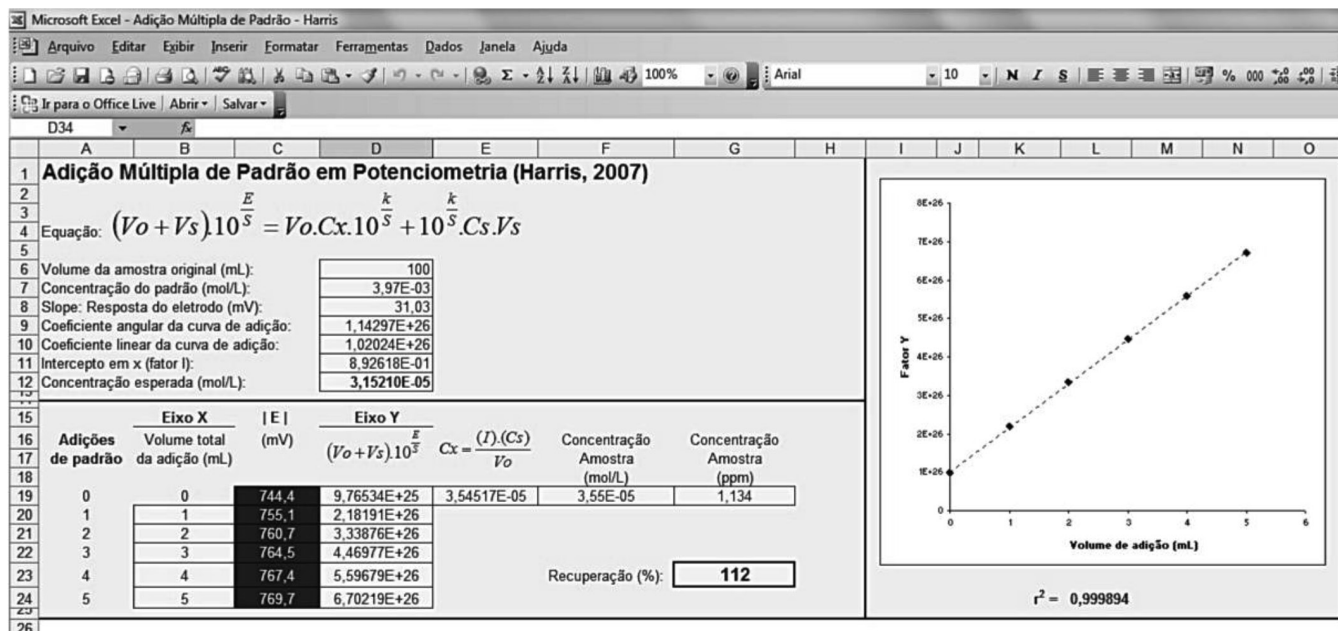 Microsoft Excel - Adição Múltipla de Padrão - Harris
Arquivo Editar Exibir Inserir Formatar Ferramentas Dados Janela Ajuda
100% Arial 10 N I S % 000
Ir para o Office Live Abrir Salvar
D34 fx
A B C D E F G H I J K L M N O
1 Adição Múltipla de Padrão em Potenciometria (Harris, 2007)
2
3
4 Equação: (Vo + Vs).10^(E/S) = Vo.Cx.10^(k/S) + 10^(k/S).Cs.Vs
5
6 Volume da amostra original (mL): 100
7 Concentração do padrão (mol/L): 3,97E-03
8 Slope: Resposta do eletrodo (mV): 31,03
9 Coeficiente angular da curva de adição: 1,14297E+26
10 Coeficiente linear da curva de adição: 1,02024E+26
11 Intercepto em x (fator I): 8,92618E-01
12 Concentração esperada (mol/L): 3,15210E-05
15 Eixo X | E | Eixo Y
16 Adições Volume total (mV) (Vo + Vs).10^(E/S) Cx = (I).(Cs)/Vo Concentração Concentração
17 de padrão da adição (mL) Amostra Amostra
18 (mol/L) (ppm)
19 0 0 744,4 9,76534E+25 3,54517E-05 3,55E-05 1,134
20 1 1 755,1 2,18191E+26
21 2 2 760,7 3,33876E+26
22 3 3 764,5 4,46977E+26
23 4 4 767,4 5,59679E+26 Recuperação (%): 112
24 5 5 769,7 6,70219E+26
26
8E+26
7E+26
6E+26
5E+26
4E+26
3E+26
2E+26
1E+26
0
Fator Y
0 1 2 3 4 5 6
Volume de adição (mL)
r² = 0,999894